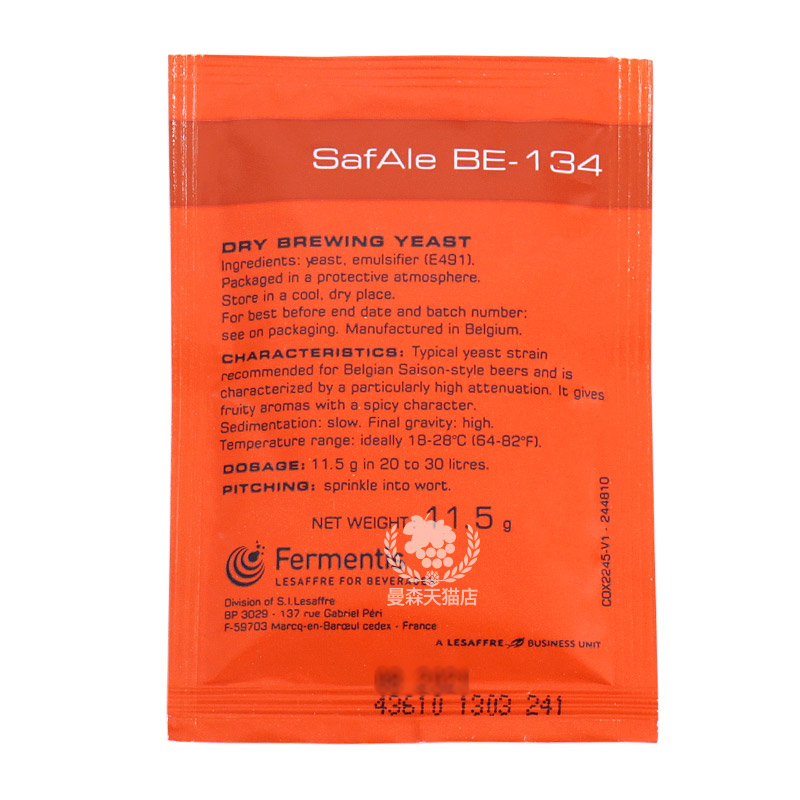 SafAle BE-134
DRY BREWING YEAST
Ingredients: yeast, emulsifier (E491).
Packaged in a protective atmosphere.
Store in a cool, dry place.
For best before end date and batch number:
see on packaging. Manufactured in Belgium.
CHARACTERISTICS: Typical yeast strain
recommended for Belgian Saison-style beers and is
characterized by a particularly high attenuation. It gives
fruity aromas with a spicy character.
Sedimentation: slow. Final gravity: high.
Temperature range: ideally 18-28°C (64-82°F).
DOSAGE: 11.5 g in 20 to 30 litres.
PITCHING: sprinkle into wort.
NET WEIGHT: 11.5 g
Fermentis
LESAFFRE FOR BEVERAGES
曼森天猫店
Division of S.I.Lesaffre
BP 3029 - 137 rue Gabriel Péri
F-59703 Marcq-en-Barœul cedex - France
A LESAFFRE BUSINESS UNIT
COX2245-V1 - 244810
43610 1303 241